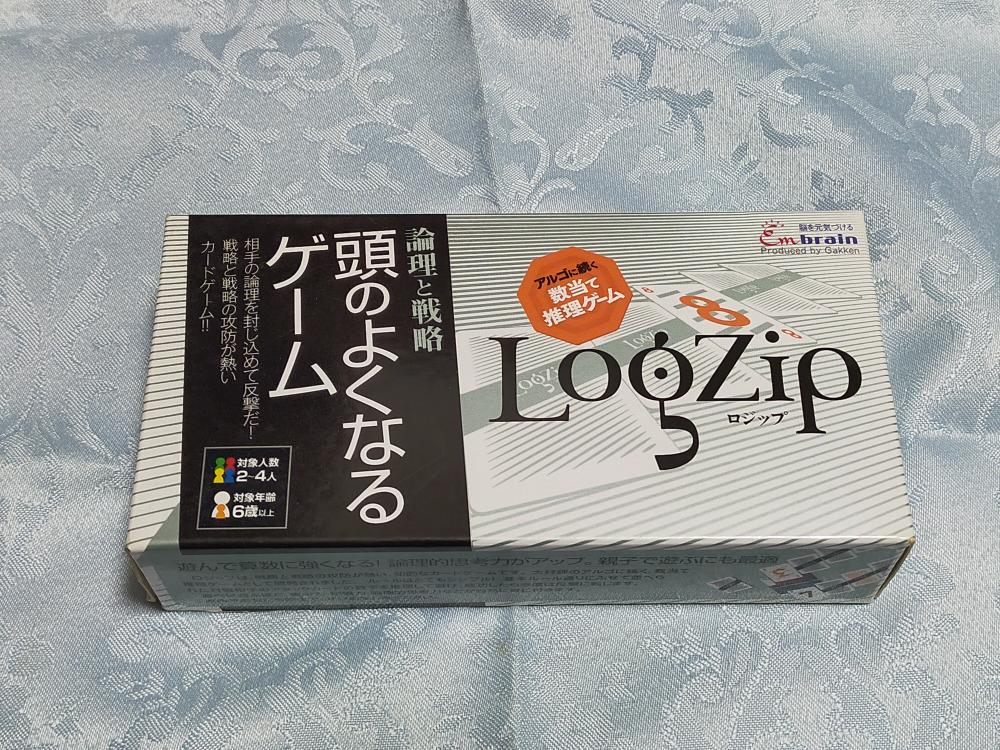 論理と戦略
頭のよくなる
ゲーム
相手の論理を封じ込めて反撃だ!
戦略と戦略の攻防が熱い
カードゲーム!!
対象人数
2~4人
対象年齢
6歳以上
脳を元気づける
Em brain
Produced by Gakken
アルゴに続く
数当て
推理ゲーム
8
8
8
LogZip
ロジップ
遊んで算数に強くなる! 論理的思考力がアップ。親子で遊ぶにも最適